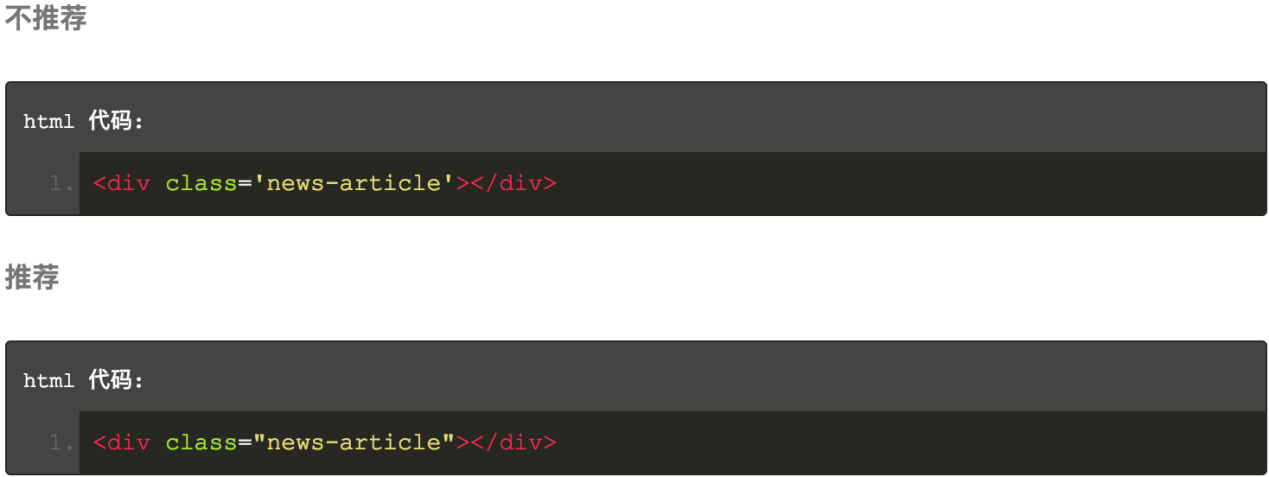 不推荐
html 代码:
1. <div class='news-article'></div>
推荐
html 代码:
1. <div class="news-article"></div>